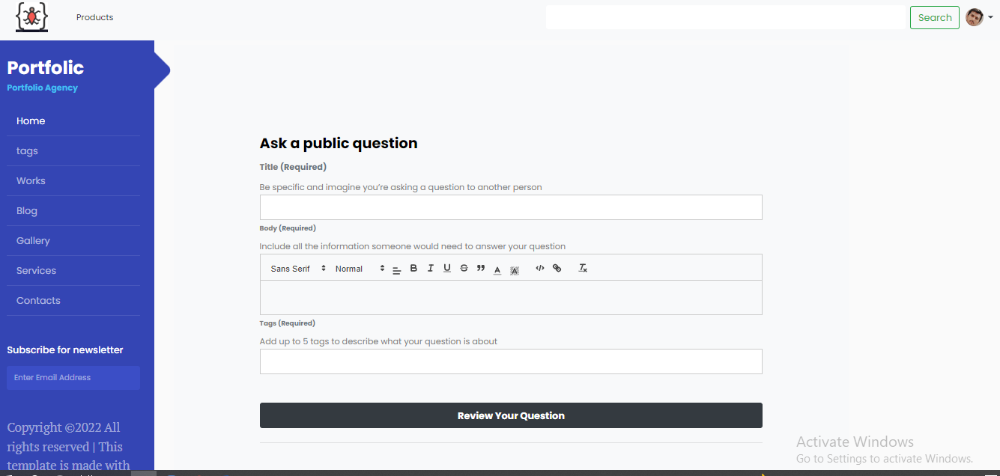 Products
Search
Portfolic
Portfolio Agency
Home
tags
Works
Blog
Gallery
Services
Contacts
Subscribe for newsletter
Enter Email Address
Copyright ©2022 All
rights reserved | This
template is made with
Ask a public question
Title (Required)
Be specific and imagine you’re asking a question to another person
Body (Required)
Include all the information someone would need to answer your question
Sans Serif Normal B I U S A A Tx
Tags (Required)
Add up to 5 tags to describe what your question is about
Review Your Question
Activate Windows
Go to Settings to activate Windows.